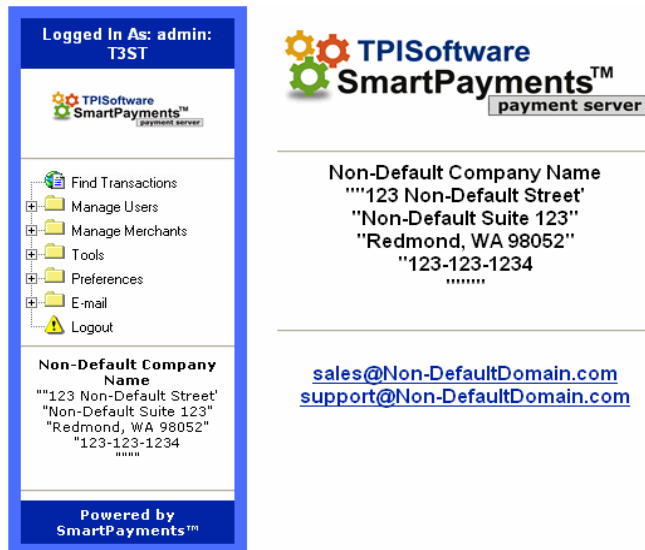 Logged In As: admin:
T3ST
TPISoftware
SmartPayments™
payment server
Find Transactions
Manage Users
Manage Merchants
Tools
Preferences
E-mail
Logout
Non-Default Company
Name
""123 Non-Default Street'
"Non-Default Suite 123"
"Redmond, WA 98052"
"123-123-1234
""""
Powered by
SmartPayments™
TPISoftware
SmartPayments™
payment server
Non-Default Company Name
"""123 Non-Default Street'
"Non-Default Suite 123"
"Redmond, WA 98052"
"123-123-1234
""""
sales@Non-DefaultDomain.com
support@Non-DefaultDomain.com